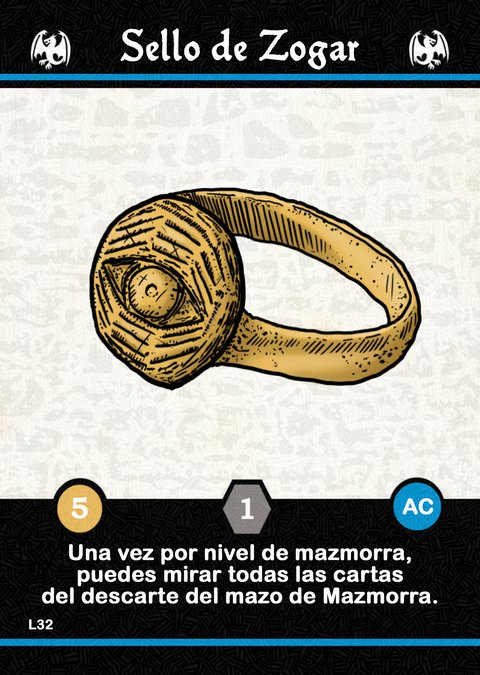 Sello de Zogar
5
1
AC
Una vez por nivel de mazmorra,
puedes mirar todas las cartas
del descarte del mazo de Mazmorra.
L32